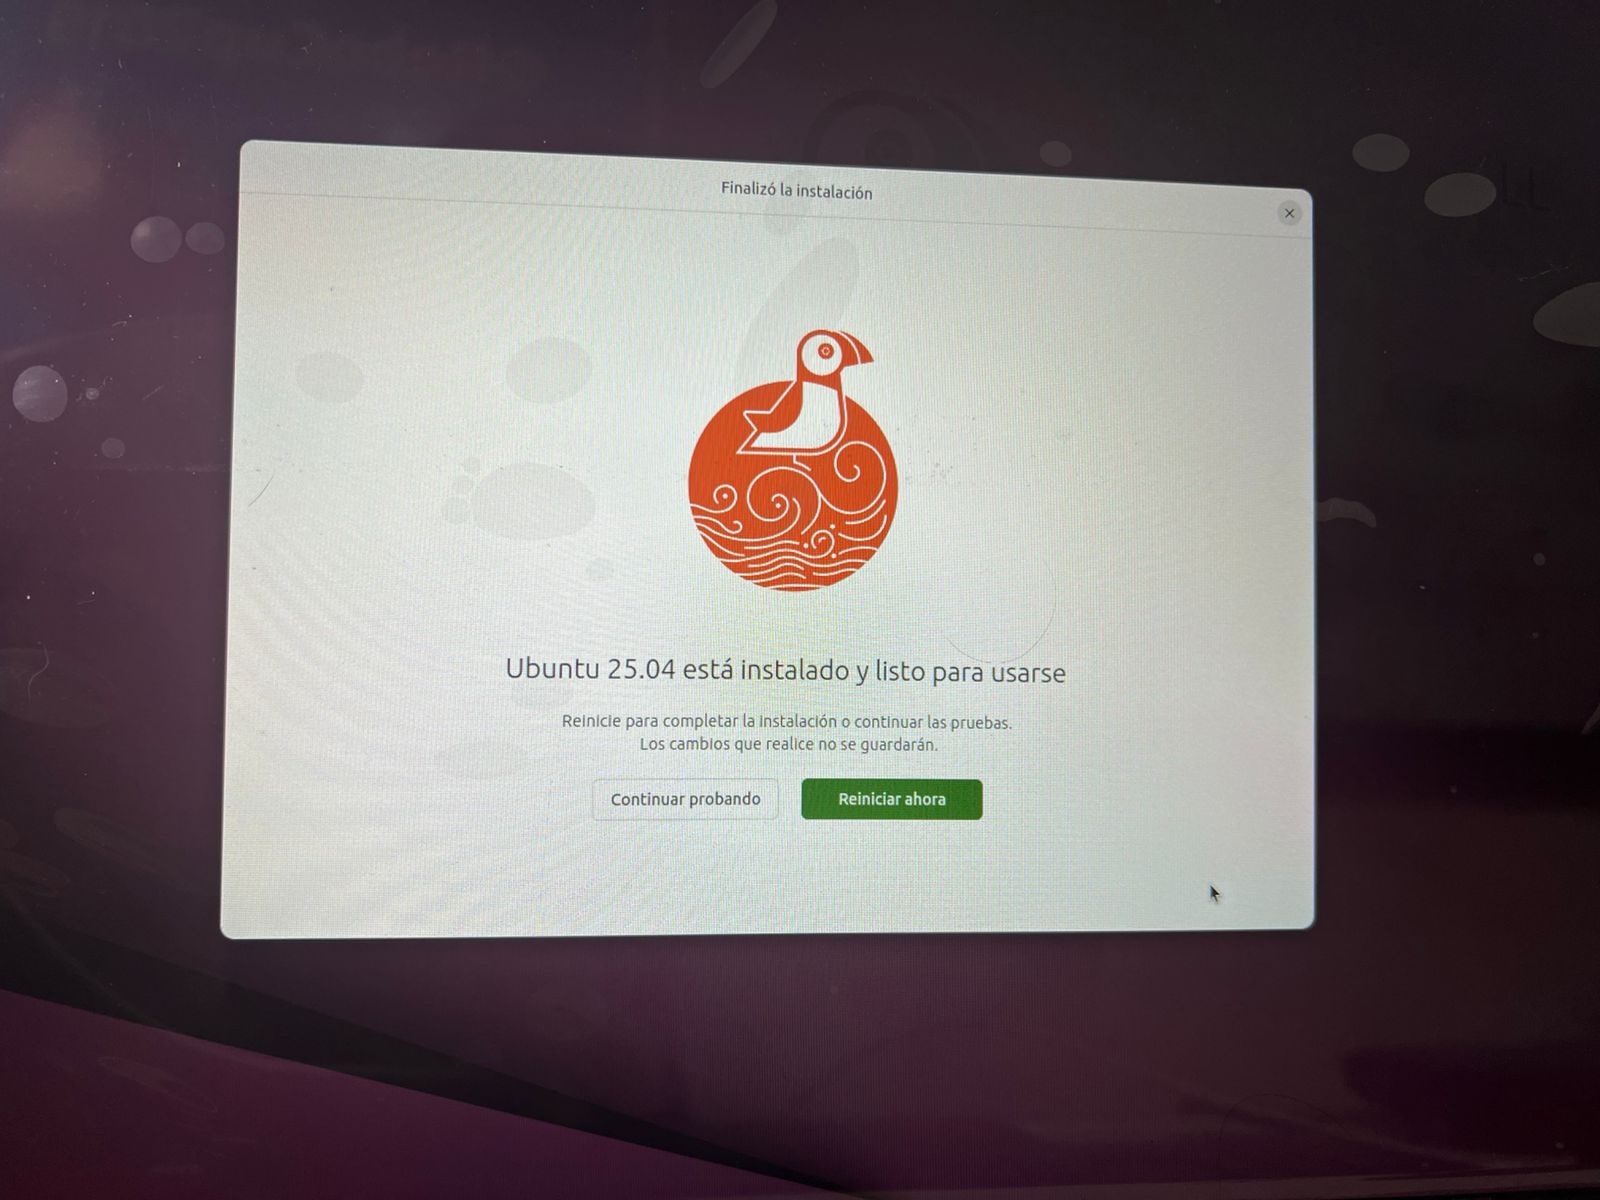 Finalizó la instalación
Ubuntu 25.04 está instalado y listo para usarse
Reinicie para completar la instalación o continuar las pruebas.
Los cambios que realice no se guardarán.
Continuar probando
Reiniciar ahora